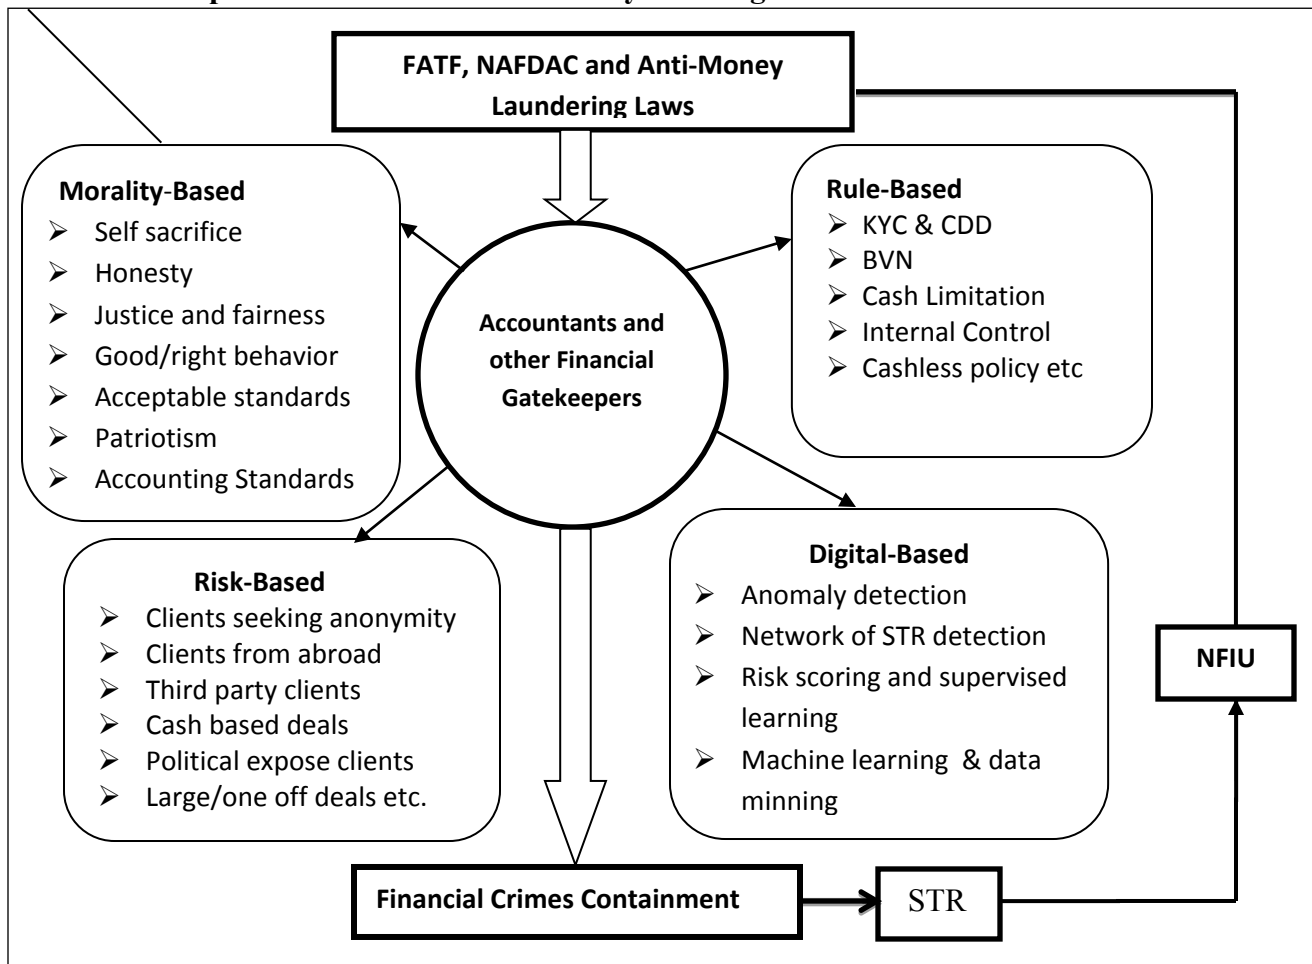 FATF, NAFDAC and Anti-Money
Laundering Laws
Morality-Based
➢ Self sacrifice
➢ Honesty
➢ Justice and fairness
➢ Good/right behavior
➢ Acceptable standards
➢ Patriotism
➢ Accounting Standards
Rule-Based
➢ KYC & CDD
➢ BVN
➢ Cash Limitation
➢ Internal Control
➢ Cashless policy etc
Accountants and
other Financial
Gatekeepers
Risk-Based
➢ Clients seeking anonymity
➢ Clients from abroad
➢ Third party clients
➢ Cash based deals
➢ Political expose clients
➢ Large/one off deals etc.
Digital-Based
➢ Anomaly detection
➢ Network of STR detection
➢ Risk scoring and supervised
learning
➢ Machine learning & data
minning
NFIU
Financial Crimes Containment
STR